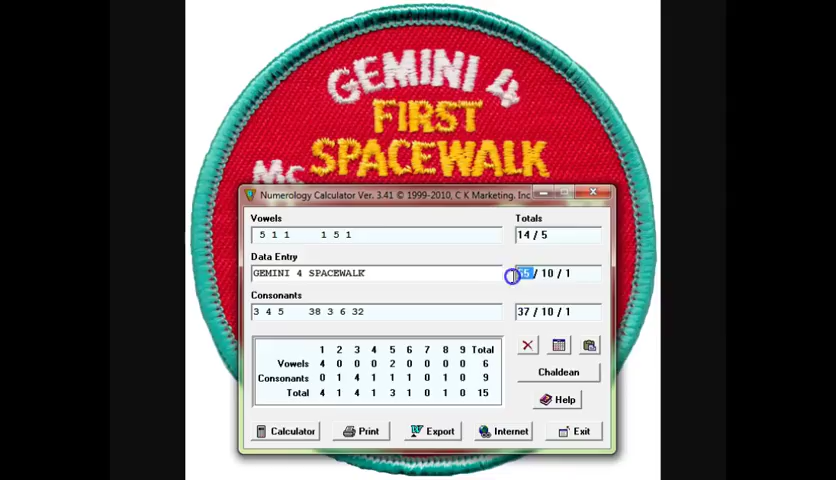 GEMINI 4
FIRST
SPACEWALK
Mc
Numerology Calculator Ver. 3.41 © 1999-2010, C K Marketing. Inc
Vowels
Totals
5 1 1 1 5 1
14 / 5
Data Entry
GEMINI 4 SPACEWALK
55 / 10 / 1
Consonants
3 4 5 38 3 6 32
37 / 10 / 1
1 2 3 4 5 6 7 8 9 Total
Vowels 4 0 0 0 2 0 0 0 0 6
Consonants 0 1 4 1 1 1 0 1 0 9
Total 4 1 4 1 3 1 0 1 0 15
Chaldean
Help
Calculator Print Export Internet Exit